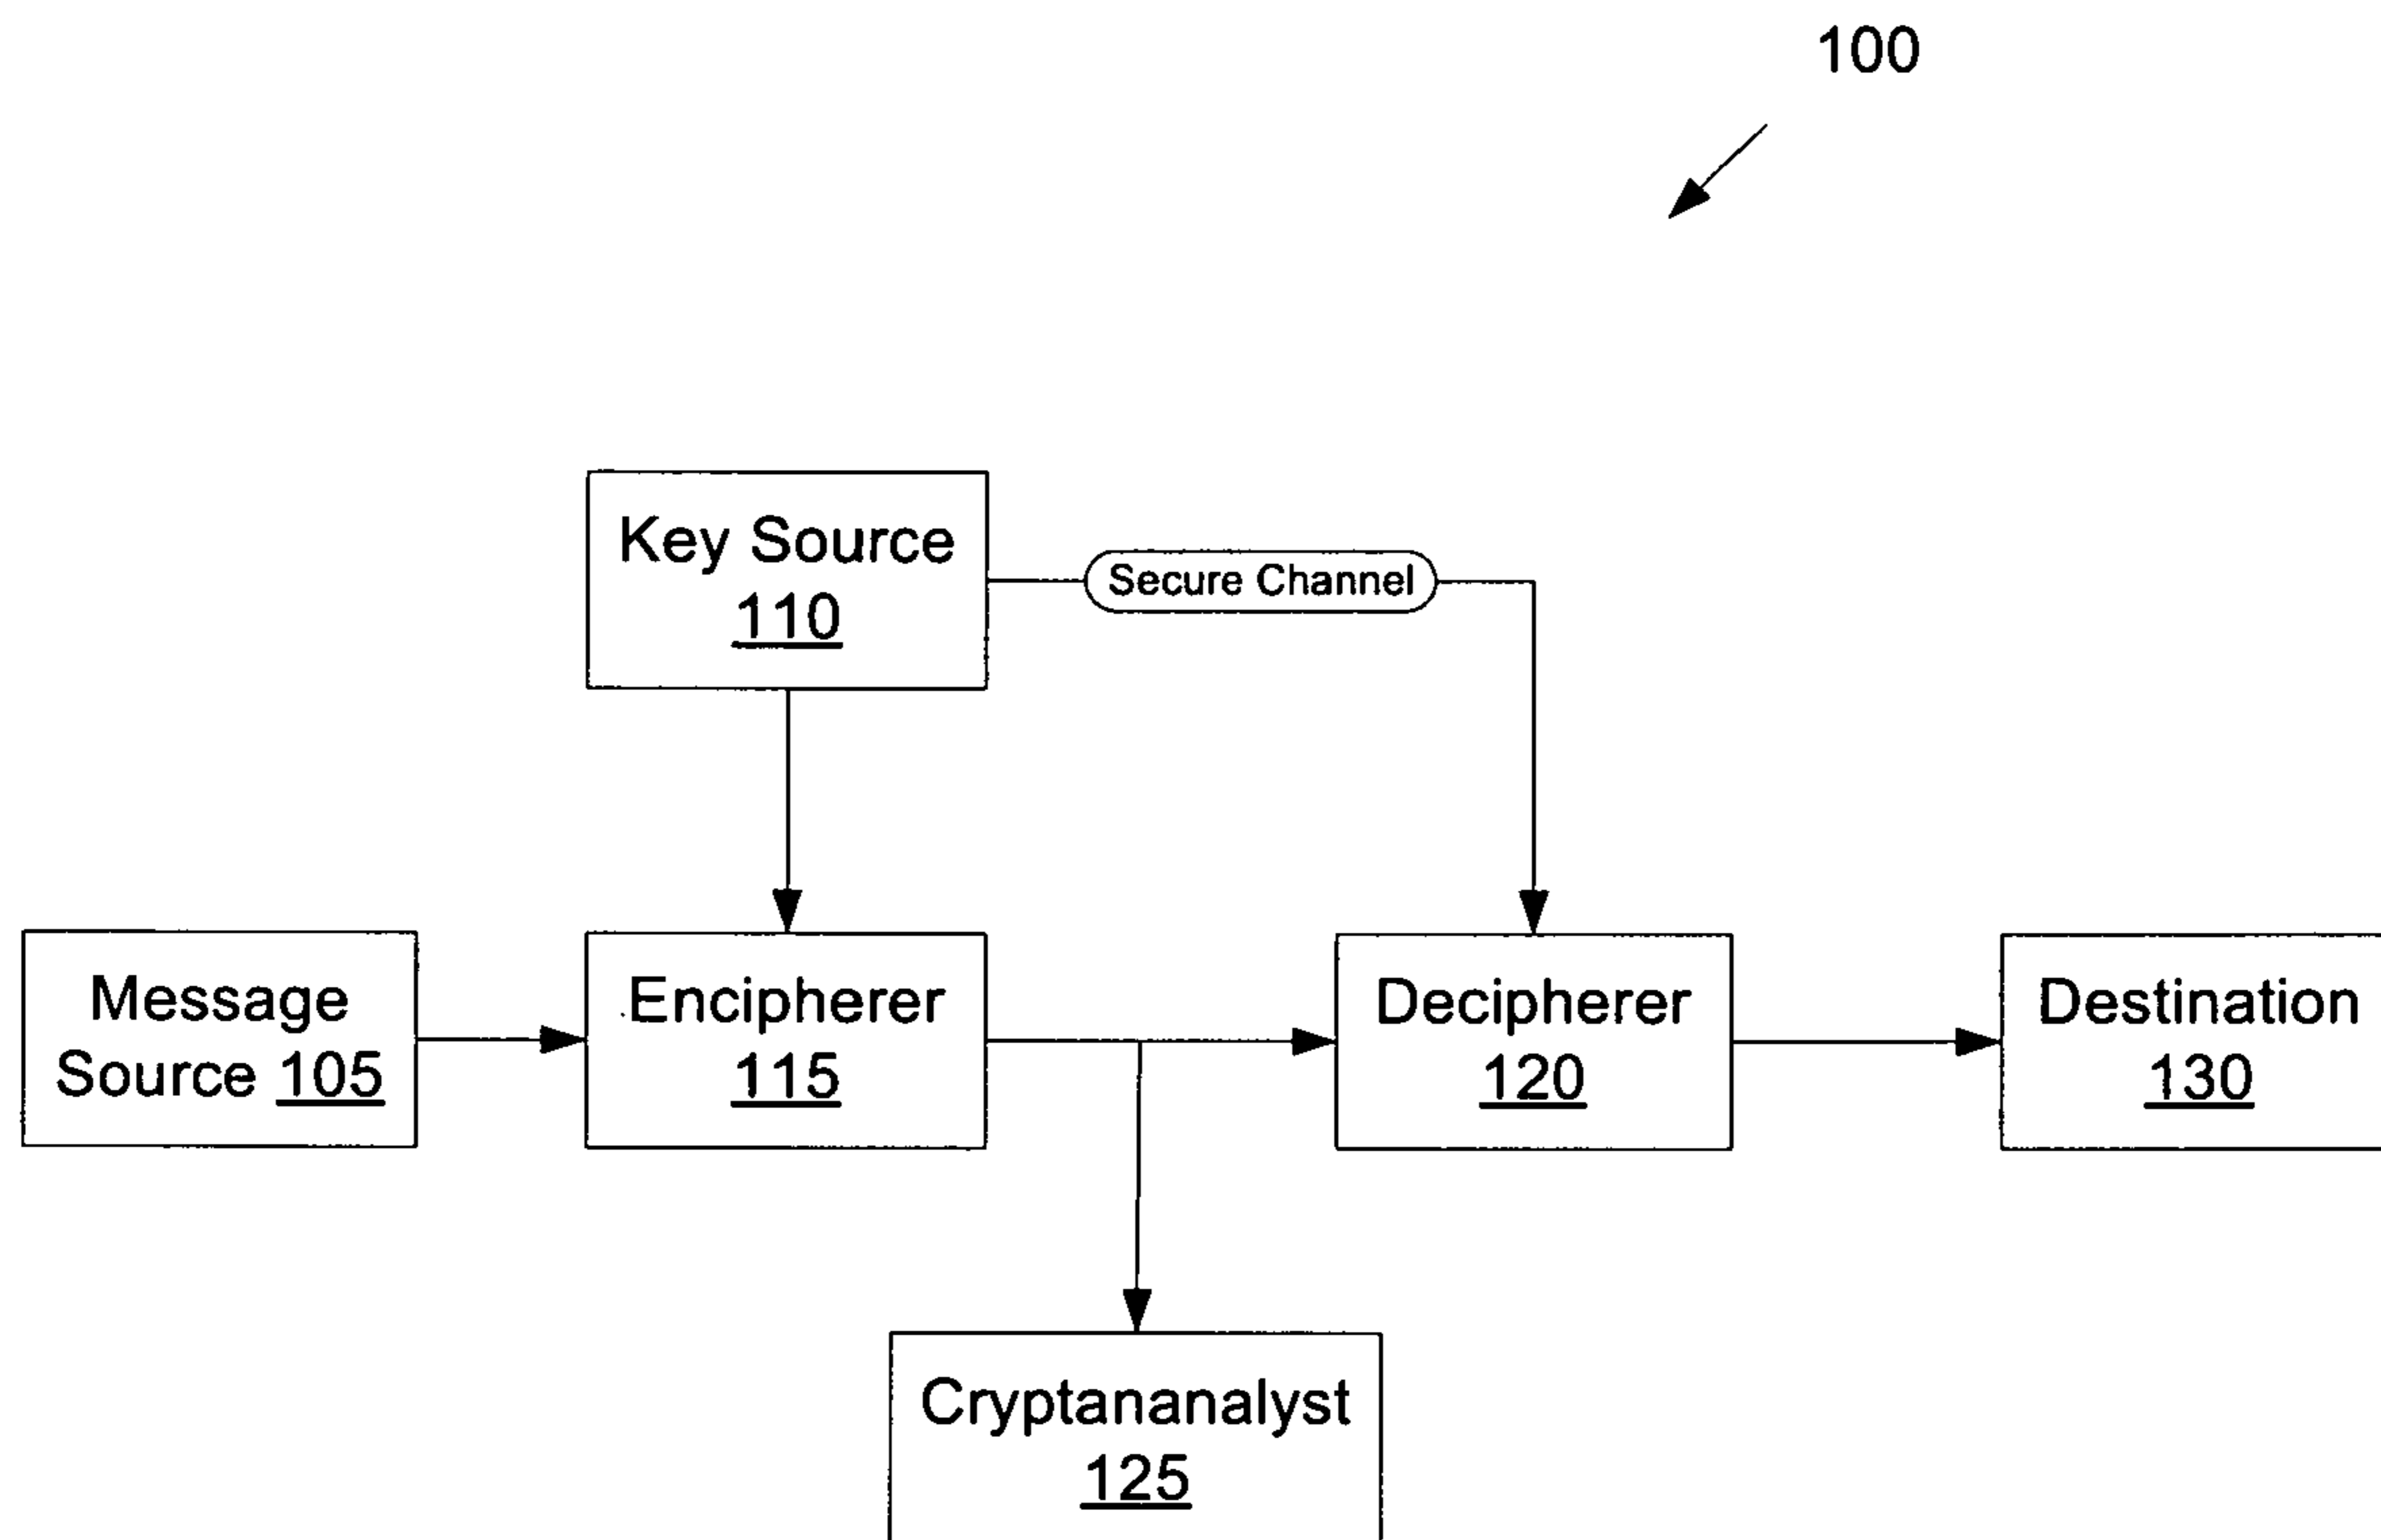 100
Key Source
110
Secure Channel
Message
Source 105
Encipherer
115
Decipherer
120
Destination
130
Cryptananalyst
125